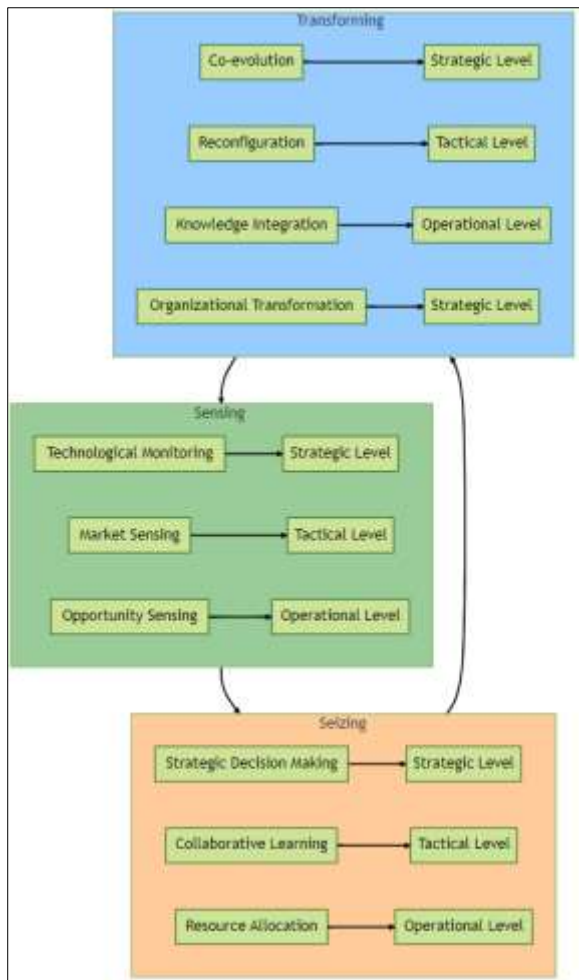 Transforming
Co-evolution
Strategic Level
Reconfiguration
Tactical Level
Knowledge Integration
Operational Level
Organizational Transformation
Strategic Level
Sensing
Technological Monitoring
Strategic Level
Market Sensing
Tactical Level
Opportunity Sensing
Operational Level
Seizing
Strategic Decision Making
Strategic Level
Collaborative Learning
Tactical Level
Resource Allocation
Operational Level